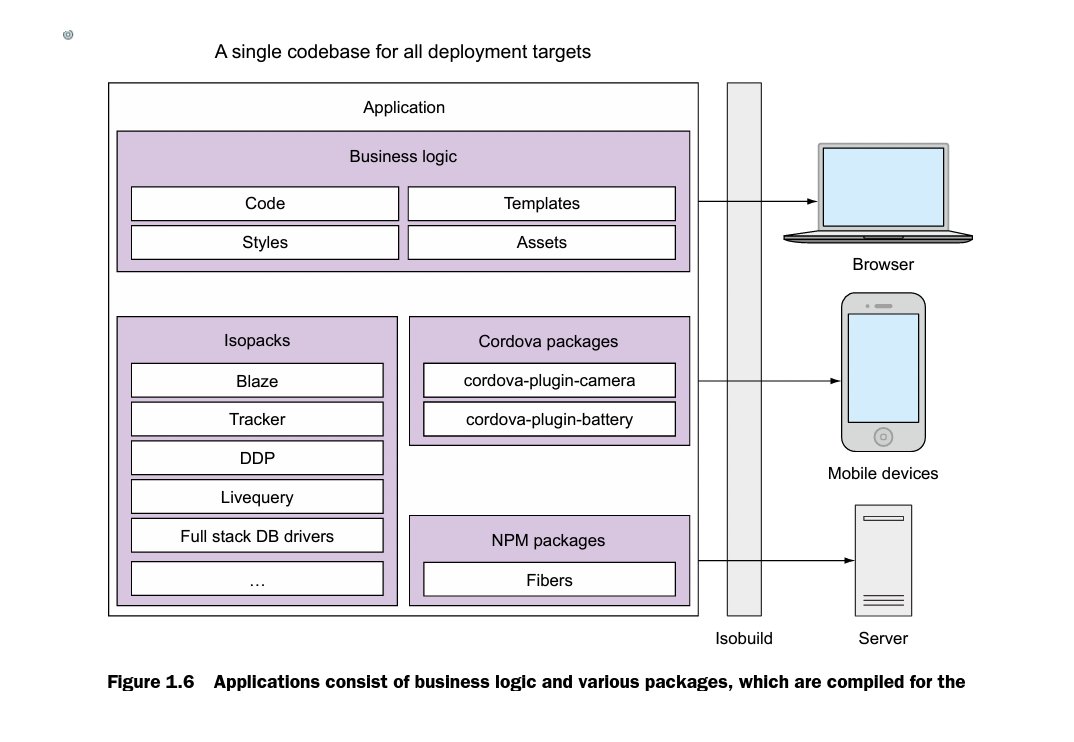 A single codebase for all deployment targets
Application
Business logic
Code
Templates
Styles
Assets
Isopacks
Blaze
Tracker
DDP
Livequery
Full stack DB drivers
...
Cordova packages
cordova-plugin-camera
cordova-plugin-battery
NPM packages
Fibers
Browser
Mobile devices
Isobuild
Server
Figure 1.6 Applications consist of business logic and various packages, which are compiled for the